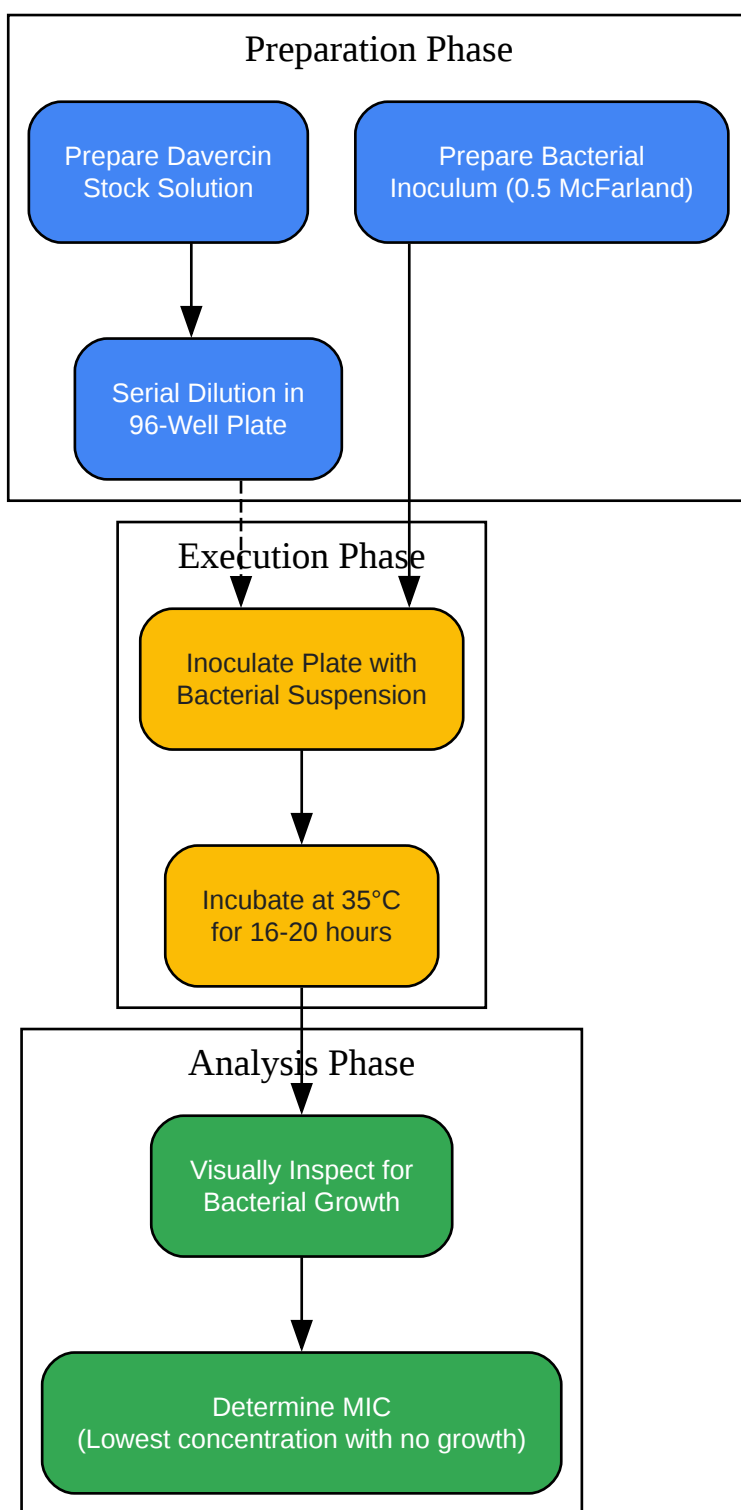 Preparation Phase
Prepare Davercin
Stock Solution
Prepare Bacterial
Inoculum (0.5 McFarland)
Serial Dilution in
96-Well Plate
Execution Phase
Inoculate Plate with
Bacterial Suspension
Incubate at 35°C
for 16-20 hours
Analysis Phase
Visually Inspect for
Bacterial Growth
Determine MIC
(Lowest concentration with no growth)